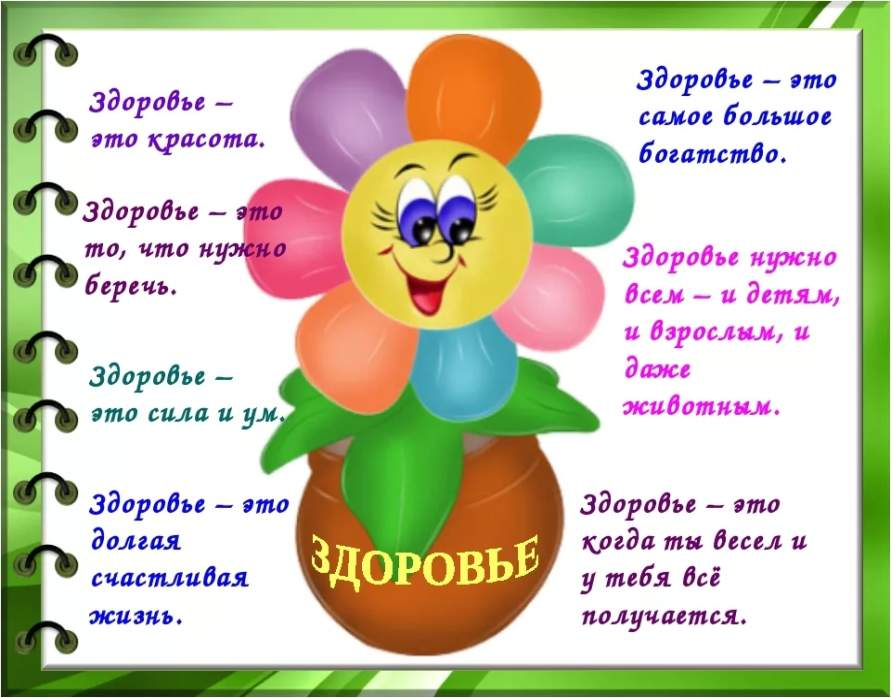 Здоровье –
это красота.
Здоровье – это
то, что нужно
беречь.
Здоровье –
это сила и ум.
Здоровье – это
долгая
счастливая
жизнь.
Здоровье – это
самое большое
богатство.
Здоровье нужно
всем – и детям,
и взрослым, и
даже
животным.
Здоровье – это
когда ты весел и
у тебя всё
получается.
ЗДОРОВЬЕ